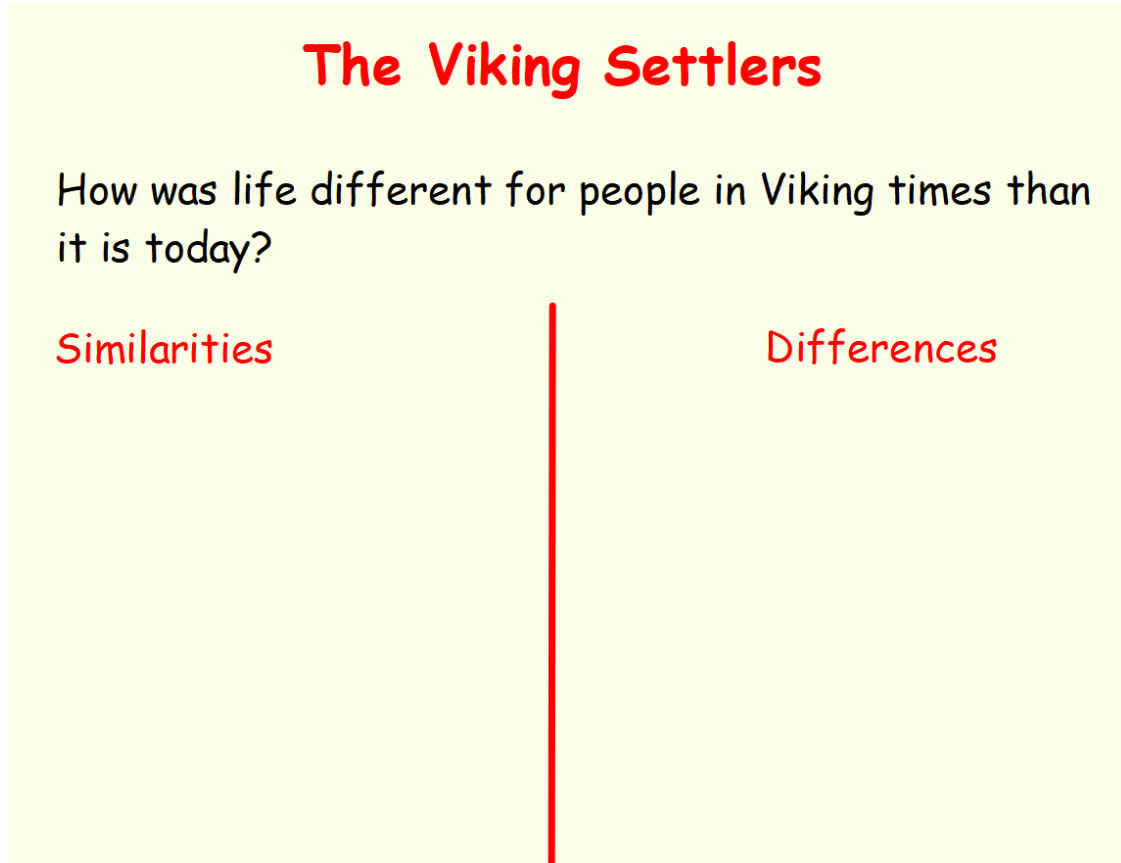 The Viking Settlers
How was life different for people in Viking times than
it is today?
Similarities
Differences